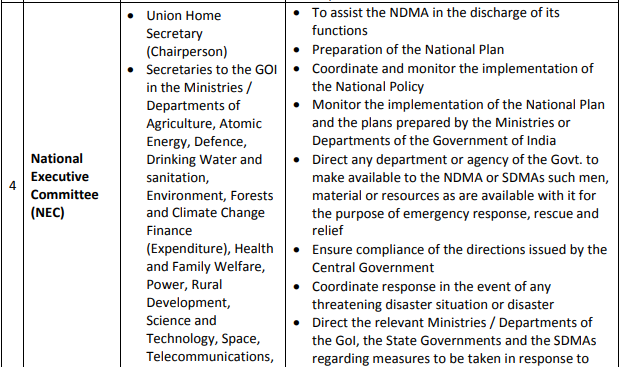 4
National
Executive
Committee
(NEC)
• Union Home
Secretary
(Chairperson)
• Secretaries to the GOI
in the Ministries /
Departments of
Agriculture, Atomic
Energy, Defence,
Drinking Water and
sanitation,
Environment, Forests
and Climate Change
Finance
(Expenditure), Health
and Family Welfare,
Power, Rural
Development,
Science and
Technology, Space,
Telecommunications,
• To assist the NDMA in the discharge of its
functions
• Preparation of the National Plan
• Coordinate and monitor the implementation of
the National Policy
• Monitor the implementation of the National Plan
and the plans prepared by the Ministries or
Departments of the Government of India
• Direct any department or agency of the Govt. to
make available to the NDMA or SDMAs such men,
material or resources as are available with it for
the purpose of emergency response, rescue and
relief
• Ensure compliance of the directions issued by the
Central Government
• Coordinate response in the event of any
threatening disaster situation or disaster
• Direct the relevant Ministries / Departments of
the GoI, the State Governments and the SDMAs
regarding measures to be taken in response to